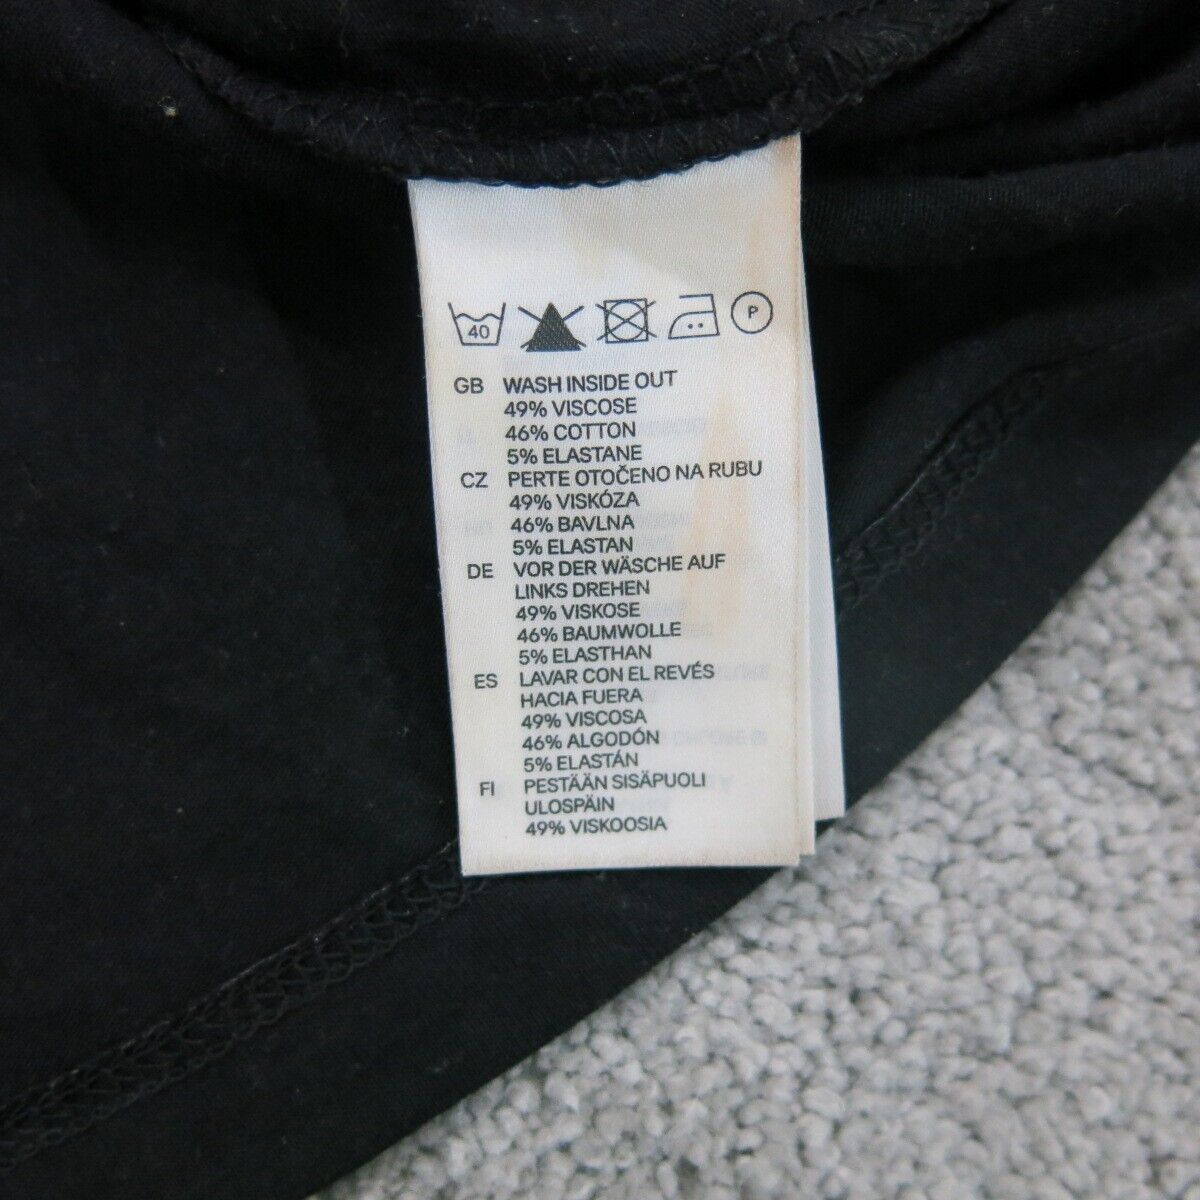 40 P
GB WASH INSIDE OUT
49% VISCOSE
46% COTTON
5% ELASTANE
CZ PERTE OTOČENO NA RUBU
49% VISKÓZA
46% BAVLNA
5% ELASTAN
DE VOR DER WÄSCHE AUF
LINKS DREHEN
49% VISKOSE
46% BAUMWOLLE
5% ELASTHAN
ES LAVAR CON EL REVÉS
HACIA FUERA
49% VISCOSA
46% ALGODÓN
5% ELASTÁN
FI PESTÄÄN SISÄPUOLI
ULOSPÄIN
49% VISKOOSIA